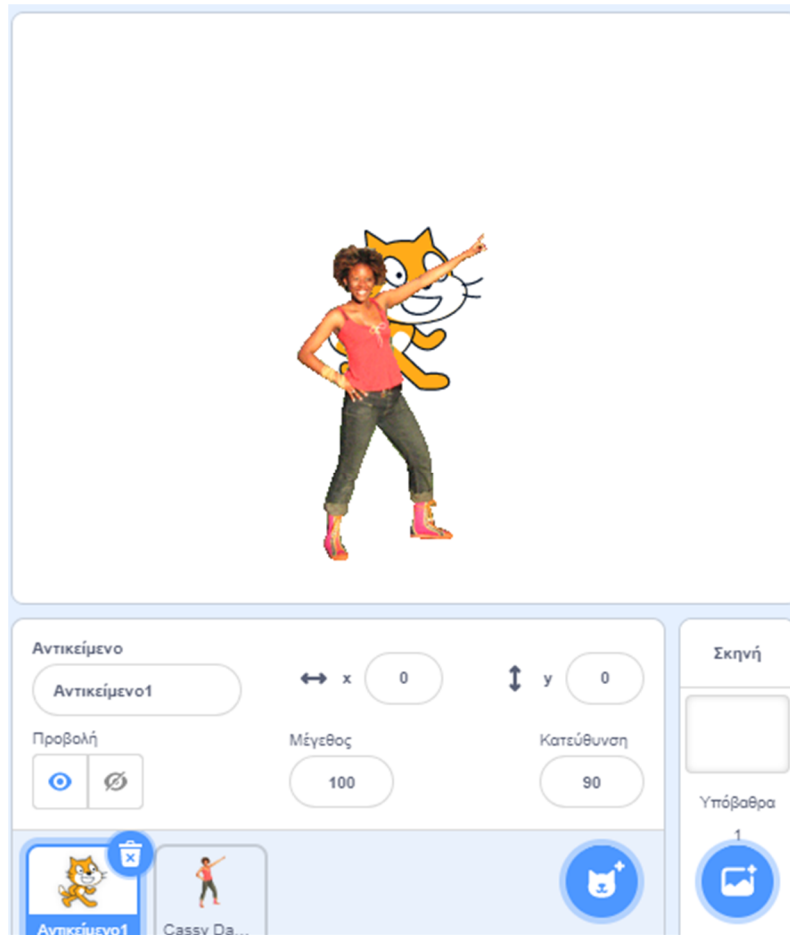 Αντικείμενο
Αντικείμενο1
x 0
y 0
Προβολή
Μέγεθος
100
Κατεύθυνση
90
Σκηνή
Υπόβαθρα
1
Αντικείμενο1
Cassy Da...